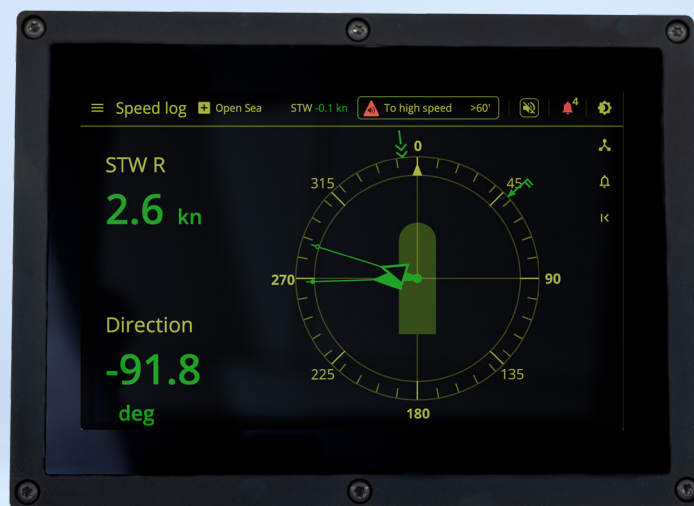 Speed log Open Sea STW -0.1 kn To high speed >60' 4
STW R
2.6 kn
Direction
-91.8
deg
0
45
90
135
180
225
270
315